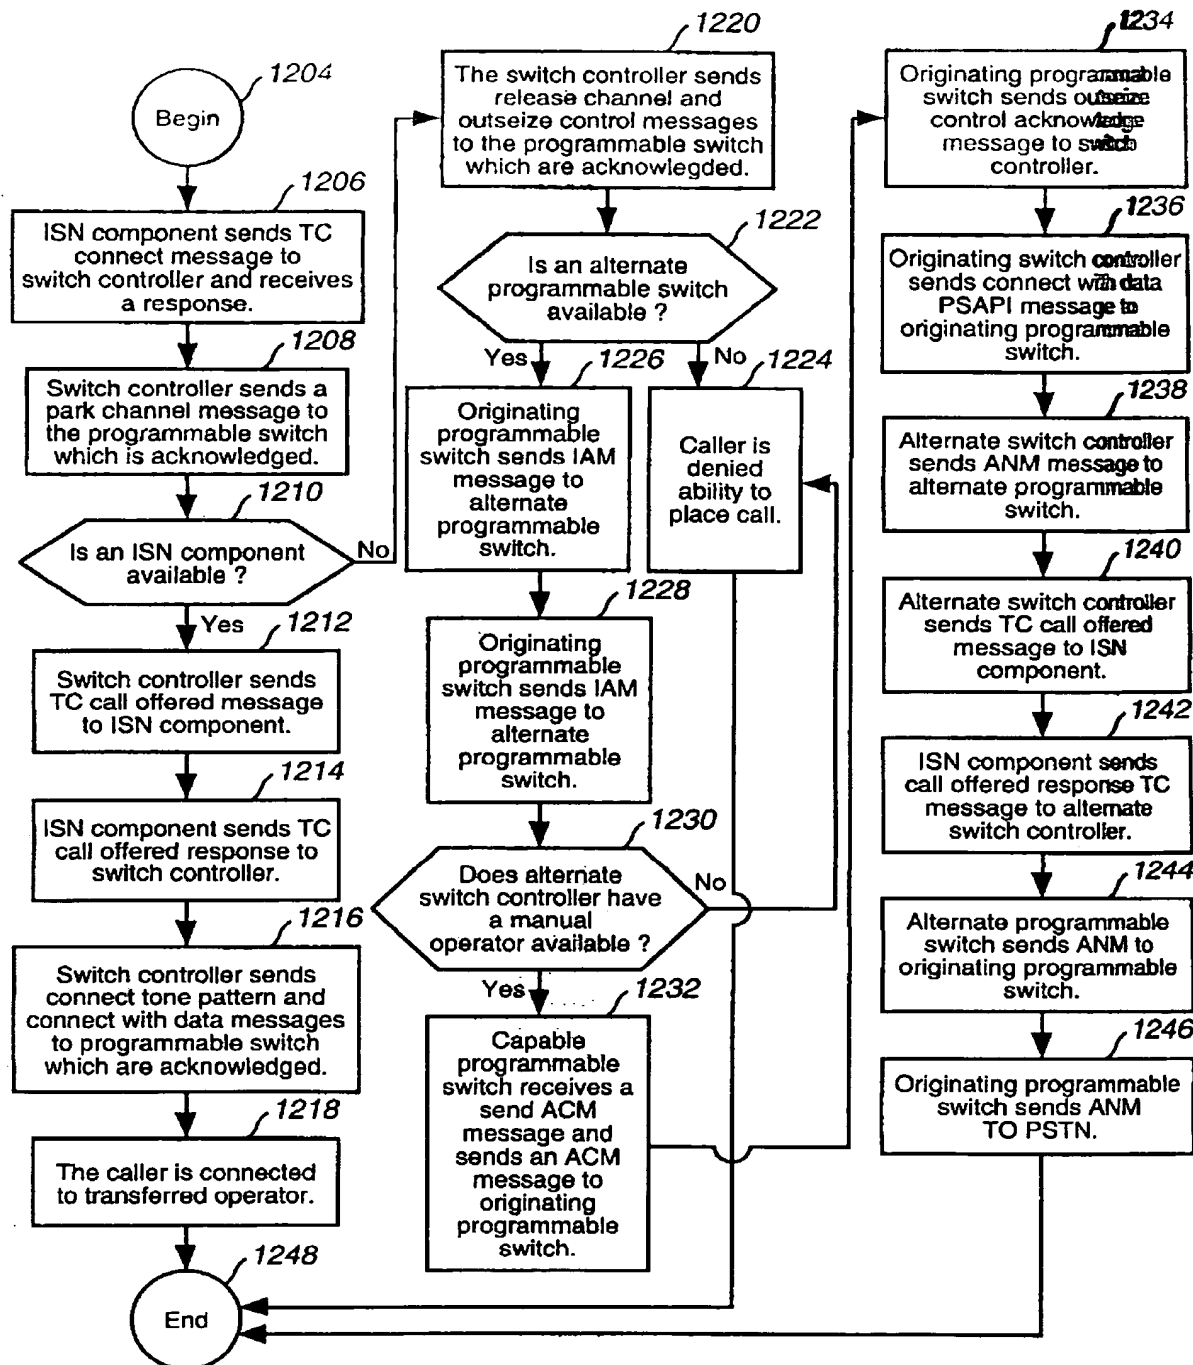 1204
Begin
1206
ISN component sends TC
connect message to
switch controller and receives
a response.
1208
Switch controller sends a
park channel message to
the programmable switch
which is acknowledged.
1210
Is an ISN component
available ?
No
Yes
1212
Switch controller sends
TC call offered message
to ISN component.
1214
ISN component sends TC
call offered response to
switch controller.
1216
Switch controller sends
connect tone pattern and
connect with data messages
to programmable switch
which are acknowledged.
1218
The caller is connected
to transferred operator.
1248
End
1220
The switch controller sends
release channel and
outseize control messages
to the programmable switch
which are acknowlegded.
1222
Is an alternate
programmable switch
available ?
Yes
No
1226
Originating
programmable
switch sends IAM
message to
alternate
programmable
switch.
1224
Caller is
denied
ability to
place call.
1228
Originating
programmable
switch sends IAM
message to
alternate
programmable
switch.
1230
Does alternate
switch controller have
a manual
operator available ?
No
Yes
1232
Capable
programmable
switch receives a
send ACM
message and
sends an ACM
message to
originating
programmable
switch.
1234
Originating programmable
switch sends outseize
control acknowledge
message to switch
controller.
1236
Originating switch controller
sends connect with data
PSAPI message to
originating programmable
switch.
1238
Alternate switch controller
sends ANM message to
alternate programmable
switch.
1240
Alternate switch controller
sends TC call offered
message to ISN
component.
1242
ISN component sends
call offered response TC
message to alternate
switch controller.
1244
Alternate programmable
switch sends ANM to
originating programmable
switch.
1246
Originating programmable
switch sends ANM
TO PSTN.